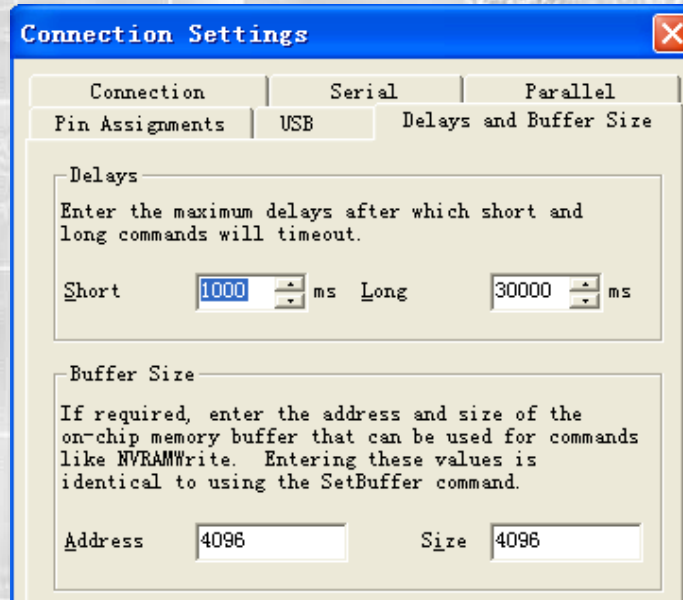 Connection Settings
Connection Serial Parallel
Pin Assignments USB Delays and Buffer Size
Delays
Enter the maximum delays after which short and
long commands will timeout.
Short 1000 ms Long 30000 ms
Buffer Size
If required, enter the address and size of the
on-chip memory buffer that can be used for commands
like NVRAMWrite. Entering these values is
identical to using the SetBuffer command.
Address 4096 Size 4096